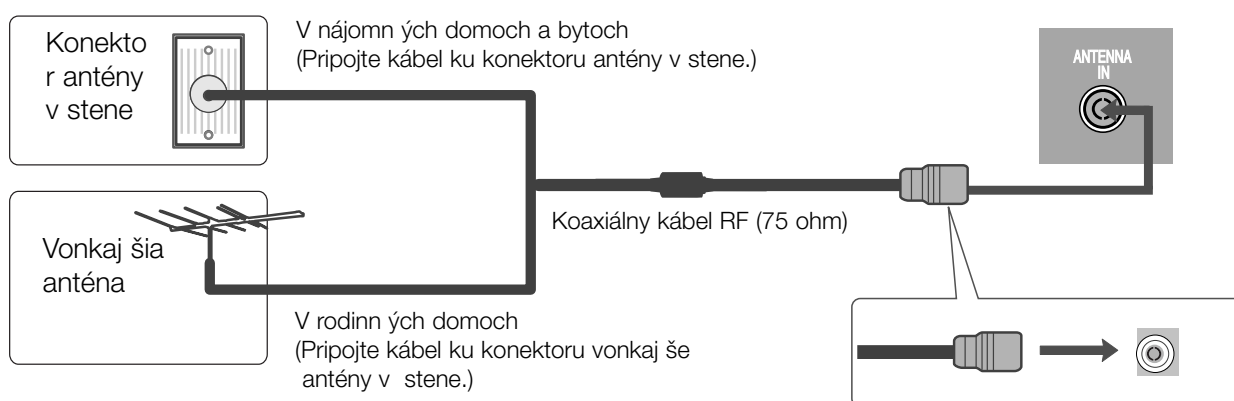 Konekto
r antény
v stene
V nájomn ých domoch a bytoch
(Pripojte kábel ku konektoru antény v stene.)
ANTENNA
IN
Koaxiálny kábel RF (75 ohm)
Vonkaj šia
anténa
V rodinn ých domoch
(Pripojte kábel ku konektoru vonkaj še
antény v stene.)